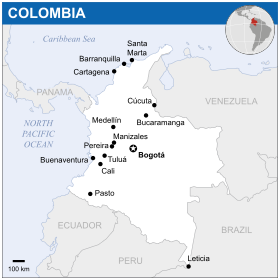 COLOMBIA
Caribbean Sea
Santa
Marta
Barranquilla
Cartagena
PANAMA
VENEZUELA
Cúcuta
Bucaramanga
NORTH
PACIFIC
OCEAN
Medellín
Manizales
Pereira
Bogotá
Buenaventura
Tuluá
Cali
Pasto
ECUADOR
BRAZIL
PERU
Leticia
100 km